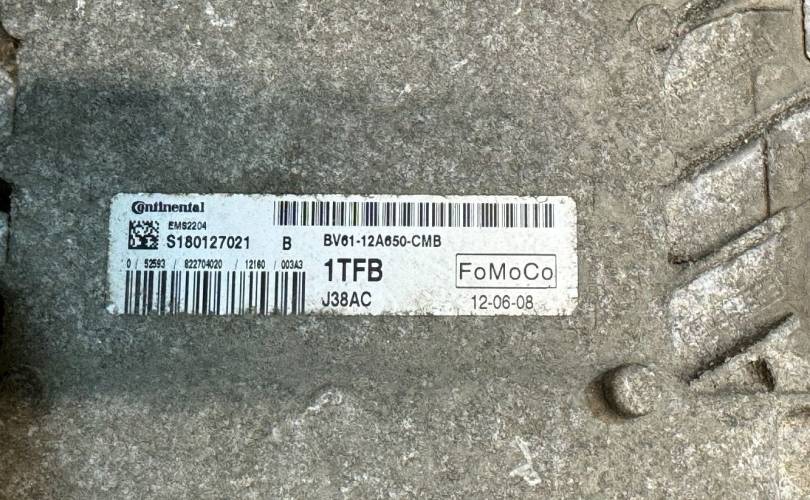 Continental
EMS2204
S180127021 B BV61-12A650-CMB
0 / 52593 / 822704020 / 12160 / 003A3
1TFB FoMoCo
J38AC 12-06-08